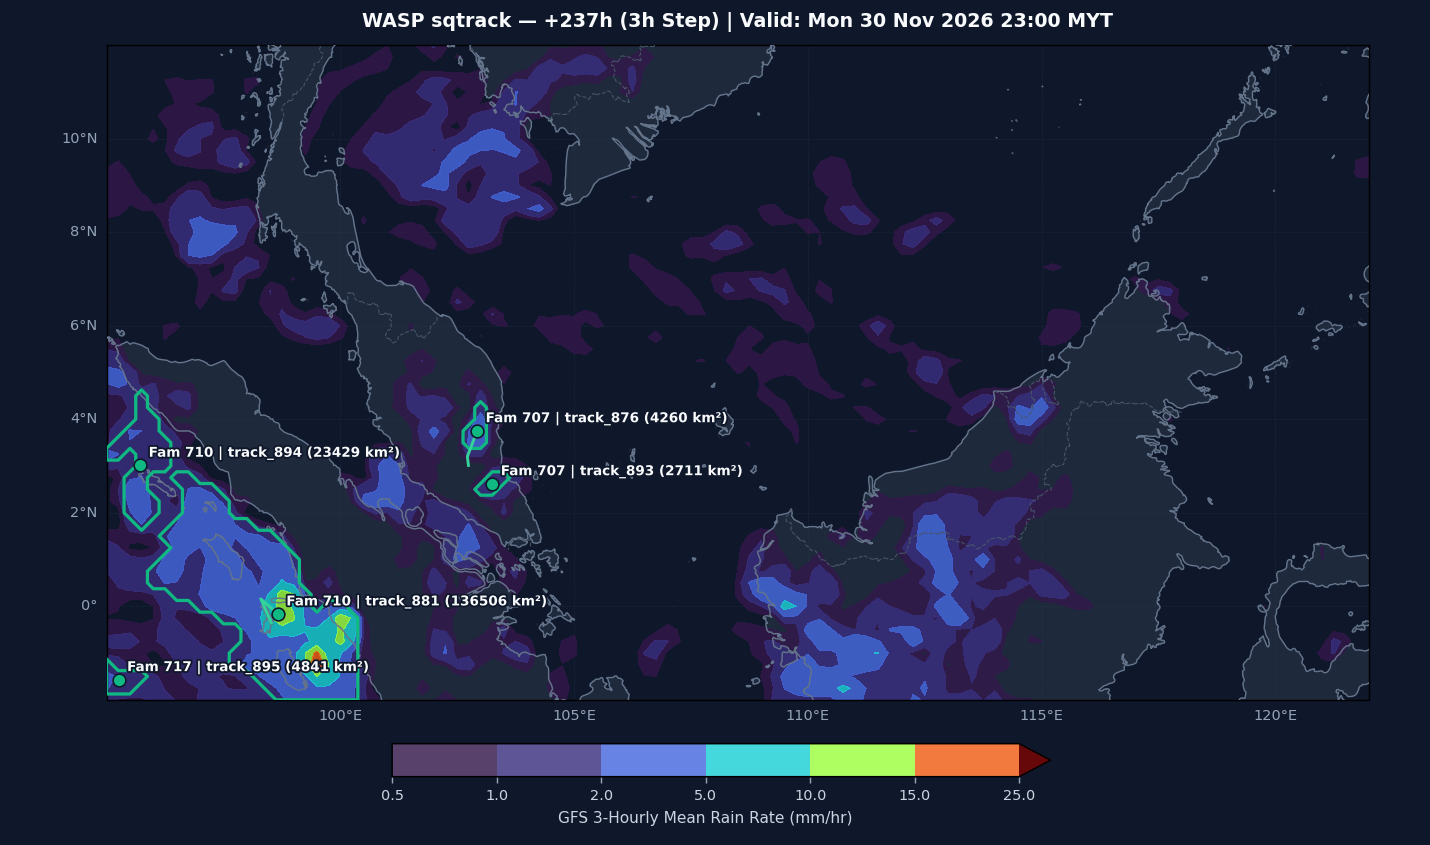 WASP sqtrack — +237h (3h Step) | Valid: Mon 30 Nov 2026 23:00 MYT
10°N
8°N
6°N
4°N
2°N
0°
Fam 707 | track_876 (4260 km²)
Fam 710 | track_894 (23429 km²)
Fam 707 | track_893 (2711 km²)
Fam 710 | track_881 (136506 km²)
Fam 717 | track_895 (4841 km²)
100°E 105°E 110°E 115°E 120°E
0.5 1.0 2.0 5.0 10.0 15.0 25.0
GFS 3-Hourly Mean Rain Rate (mm/hr)